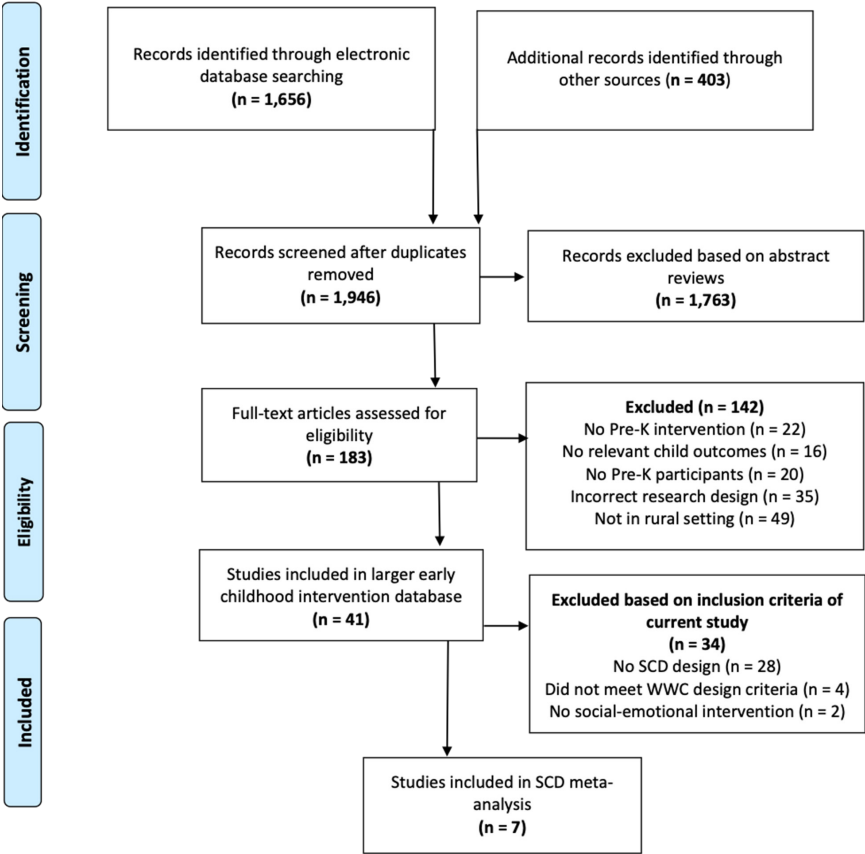 Identification
Records identified through electronic
database searching
(n = 1,656)
Additional records identified through
other sources (n = 403)
Screening
Records screened after duplicates
removed
(n = 1,946)
Records excluded based on abstract
reviews
(n = 1,763)
Eligibility
Full-text articles assessed for
eligibility
(n = 183)
Excluded (n = 142)
No Pre-K intervention (n = 22)
No relevant child outcomes (n = 16)
No Pre-K participants (n = 20)
Incorrect research design (n = 35)
Not in rural setting (n = 49)
Studies included in larger early
childhood intervention database
(n = 41)
Excluded based on inclusion criteria of
current study
(n = 34)
No SCD design (n = 28)
Did not meet WWC design criteria (n = 4)
No social-emotional intervention (n = 2)
Included
Studies included in SCD meta-
analysis
(n = 7)